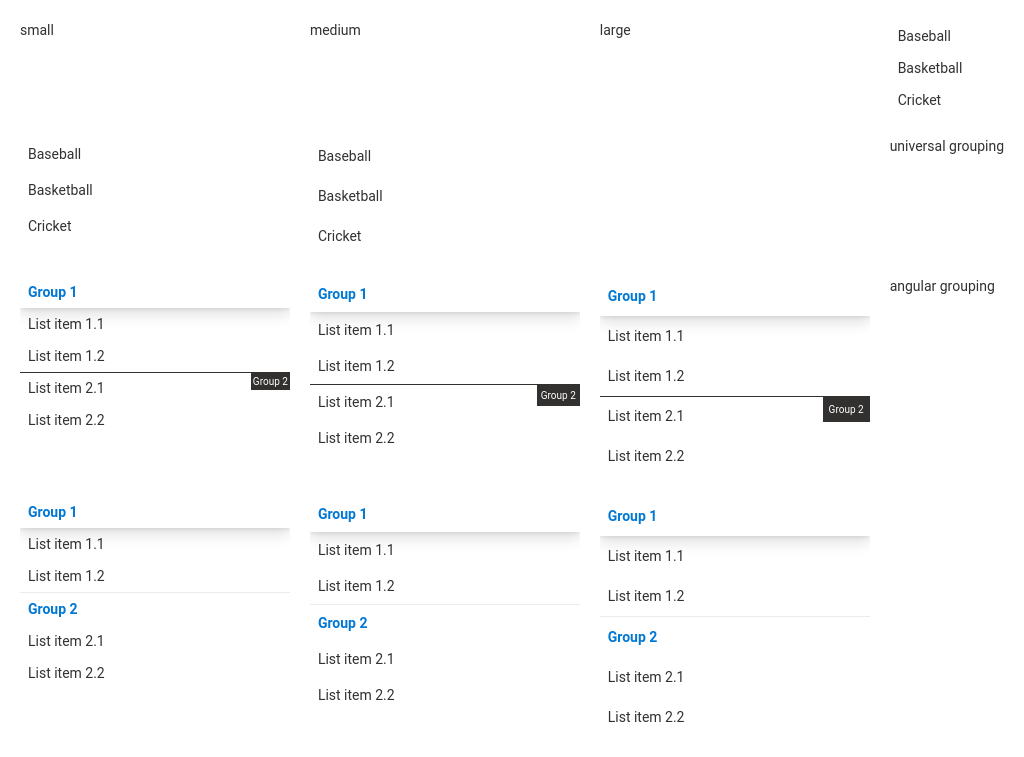 small
Baseball
Basketball
Cricket
Group 1
List item 1.1
List item 1.2
List item 2.1
Group 2
List item 2.2
Group 1
List item 1.1
List item 1.2
Group 2
List item 2.1
List item 2.2
medium
Baseball
Basketball
Cricket
Group 1
List item 1.1
List item 1.2
List item 2.1
Group 2
List item 2.2
Group 1
List item 1.1
List item 1.2
Group 2
List item 2.1
List item 2.2
large
Group 1
List item 1.1
List item 1.2
List item 2.1
Group 2
List item 2.2
Group 1
List item 1.1
List item 1.2
Group 2
List item 2.1
List item 2.2
Baseball
Basketball
Cricket
universal grouping
angular grouping